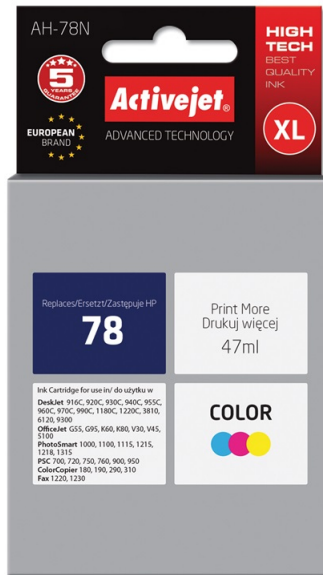 AH-78N
5
YEARS
GUARANTEE
EUROPEAN
BRAND
Activejet®
ADVANCED TECHNOLOGY
HIGH
TECH
BEST
QUALITY
INK
XL
Replaces/Ersetzt/Zastępuje HP
78
Print More
Drukuj więcej
47ml
Ink Cartridge for use in/ do użytku w
DeskJet 916C, 920C, 930C, 940C, 955C,
960C, 970C, 990C, 1180C, 1220C, 3810,
6120, 9300
OfficeJet G55, G95, K60, K80, V30, V45,
5100
PhotoSmart 1000, 1100, 1115, 1215,
1218, 1315
PSC 700, 720, 750, 760, 900, 950
ColorCopier 180, 190, 290, 310
Fax 1220, 1230
COLOR